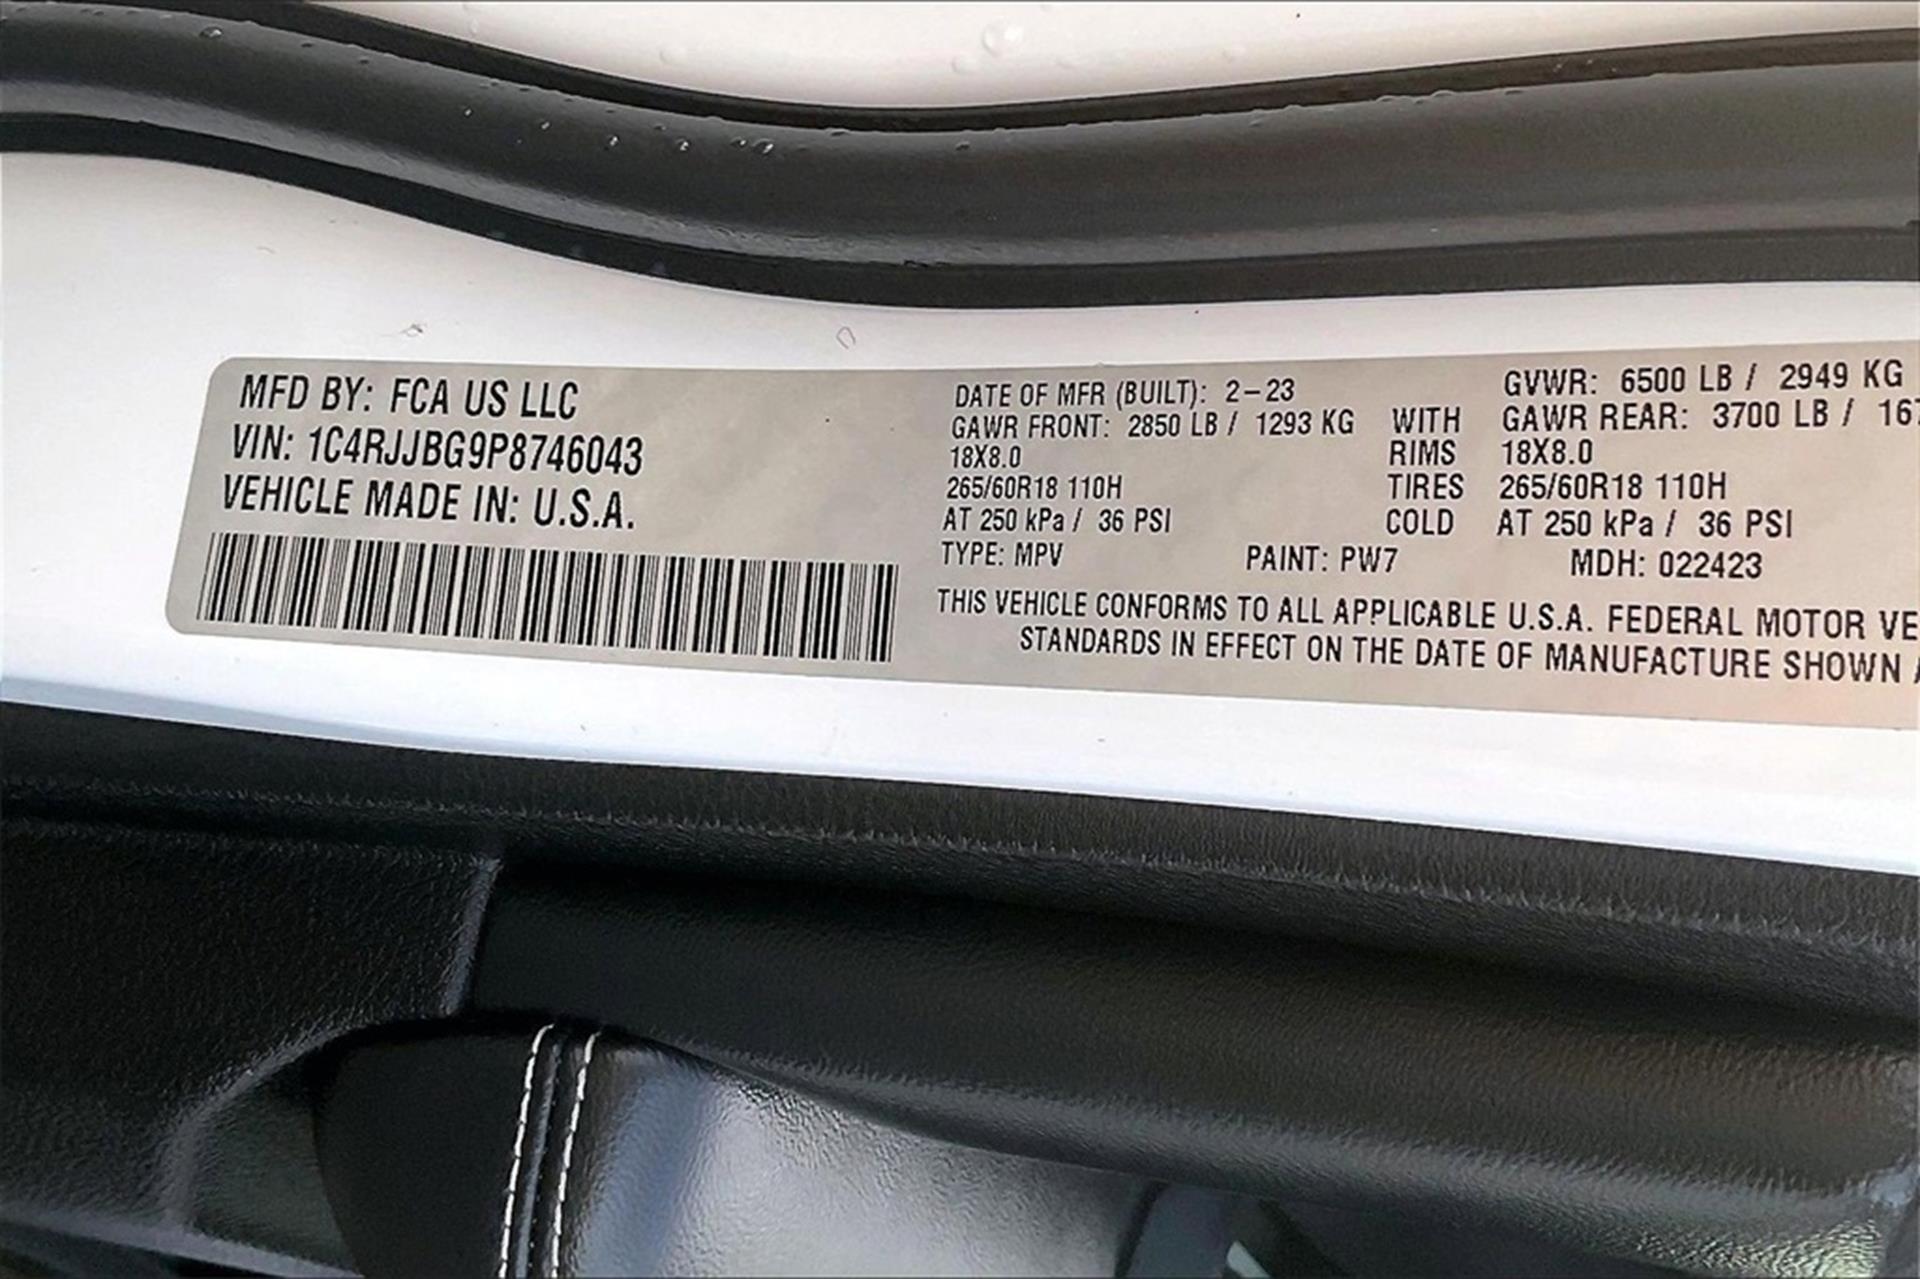 MFD BY: FCA US LLC
VIN: 1C4RJJBG9P8746043
VEHICLE MADE IN: U.S.A.
DATE OF MFR (BUILT): 2-23 GVWR: 6500 LB / 2949 KG
GAWR FRONT: 2850 LB / 1293 KG WITH GAWR REAR: 3700 LB /
18X8.0 RIMS 18X8.0
265/60R18 110H TIRES 265/60R18 110H
AT 250 kPa / 36 PSI COLD AT 250 kPa / 36 PSI
TYPE: MPV PAINT: PW7 MDH: 022423
THIS VEHICLE CONFORMS TO ALL APPLICABLE U.S.A. FEDERAL MOTOR VE
STANDARDS IN EFFECT ON THE DATE OF MANUFACTURE SHOWN